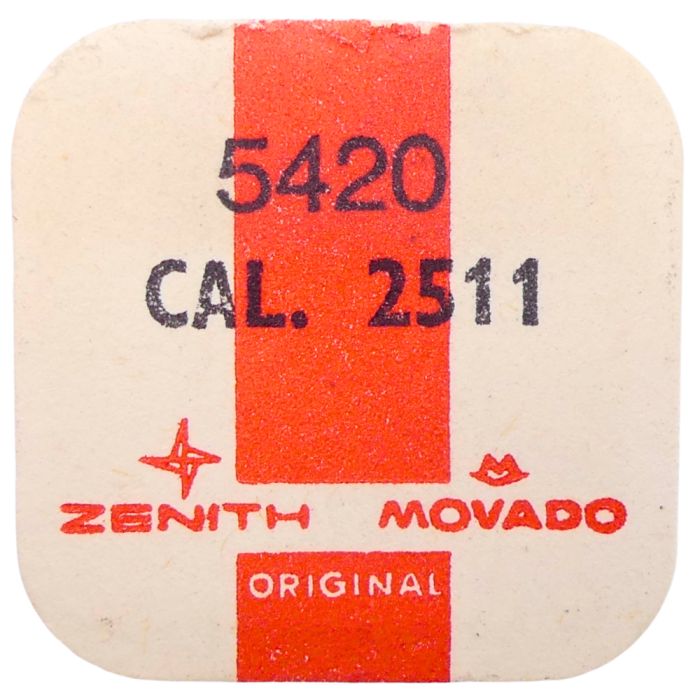 5420
CAL. 2511
ZENITH MOVADO
ORIGINAL